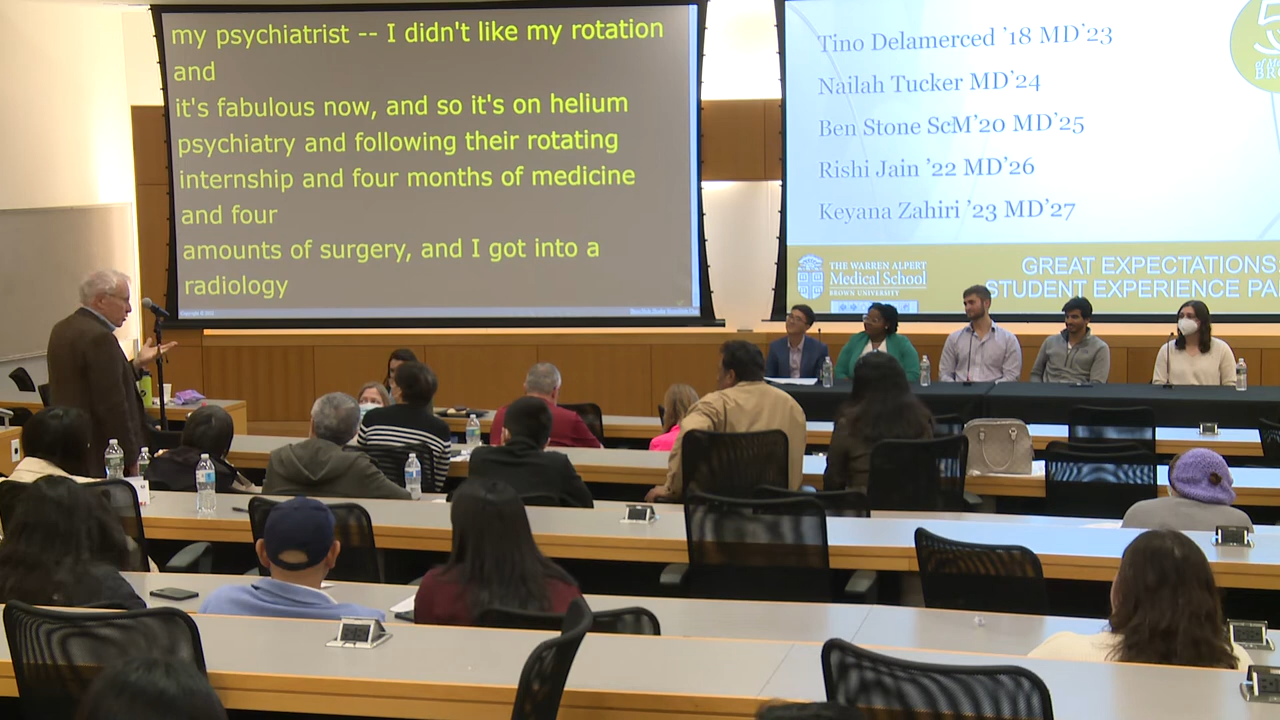 my psychiatrist -- I didn't like my rotation
and
it's fabulous now, and so it's on helium
psychiatry and following their rotating
internship and four months of medicine
and four
amounts of surgery, and I got into a
radiology
Tino Delamerced ’18 MD’23
Nailah Tucker MD’24
Ben Stone ScM’20 MD’25
Rishi Jain ’22 MD’26
Keyana Zahiri ’23 MD’27
THE WARREN ALPERT
Medical School
BROWN UNIVERSITY
GREAT EXPECTATIONS:
STUDENT EXPERIENCE PA